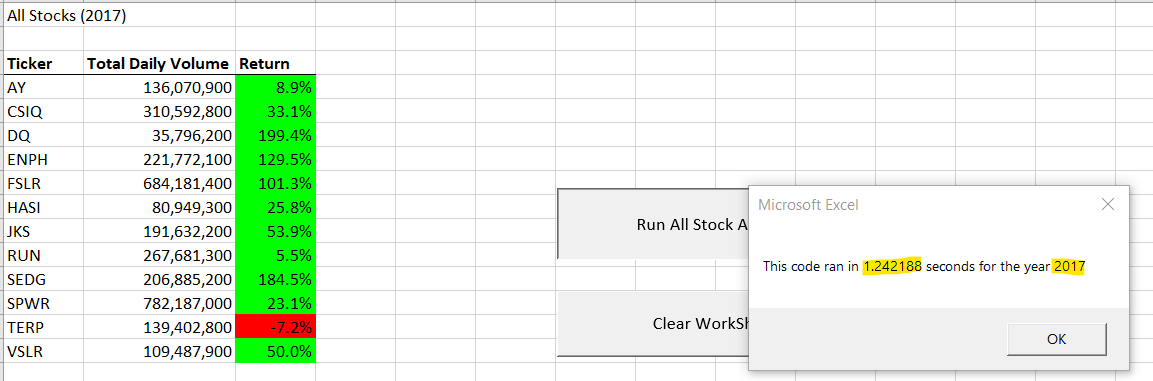 All Stocks (2017)
Ticker Total Daily Volume Return
AY 136,070,900 8.9%
CSIQ 310,592,800 33.1%
DQ 35,796,200 199.4%
ENPH 221,772,100 129.5%
FSLR 684,181,400 101.3%
HASI 80,949,300 25.8%
JKS 191,632,200 53.9%
RUN 267,681,300 5.5%
SEDG 206,885,200 184.5%
SPWR 782,187,000 23.1%
TERP 139,402,800 -7.2%
VSLR 109,487,900 50.0%
Run All Stock A
Clear WorkSh
Microsoft Excel
This code ran in 1.242188 seconds for the year 2017
OK